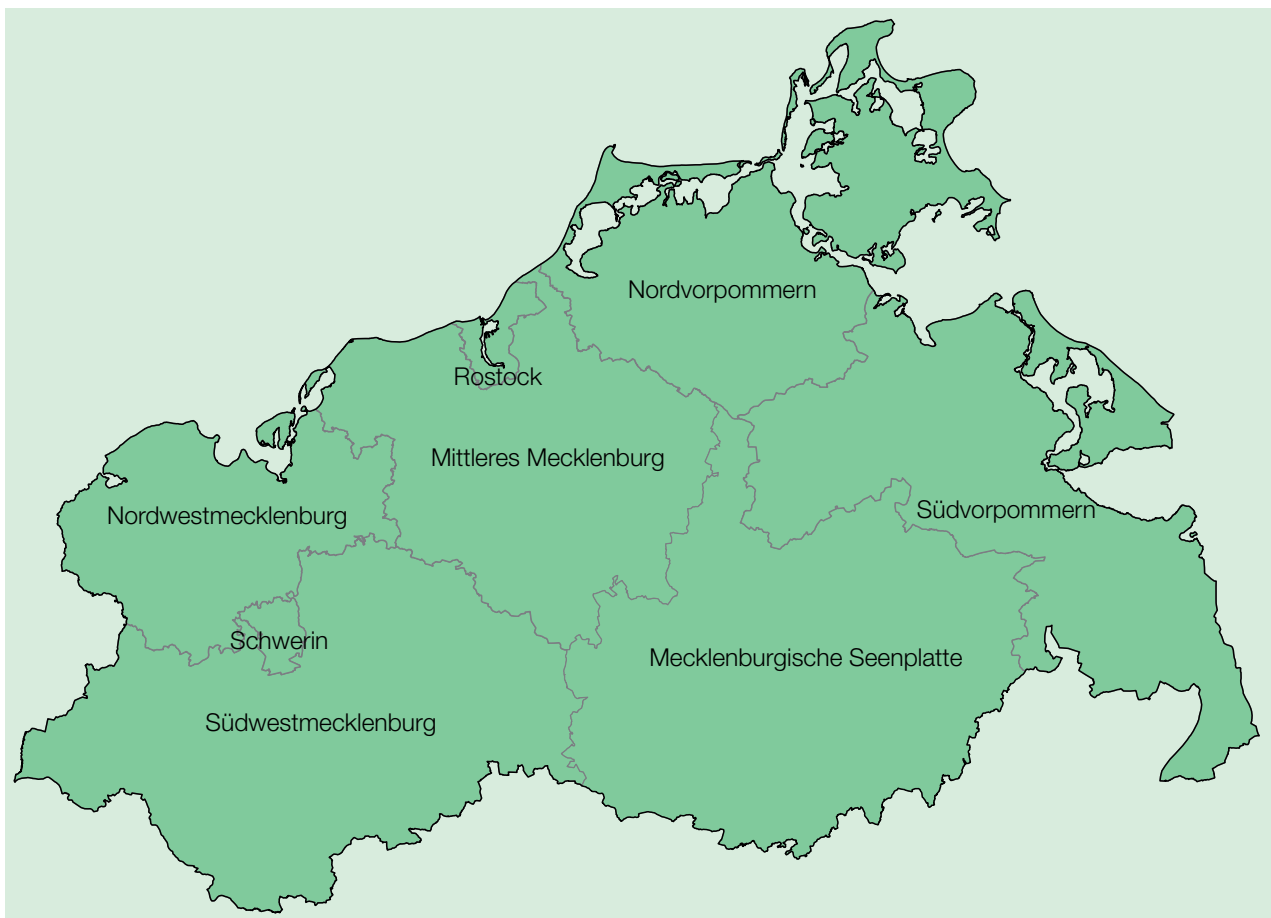 Nordvorpommern
Rostock
Mittleres Mecklenburg
Nordwestmecklenburg
Südvorpommern
Schwerin
Mecklenburgische Seenplatte
Südwestmecklenburg